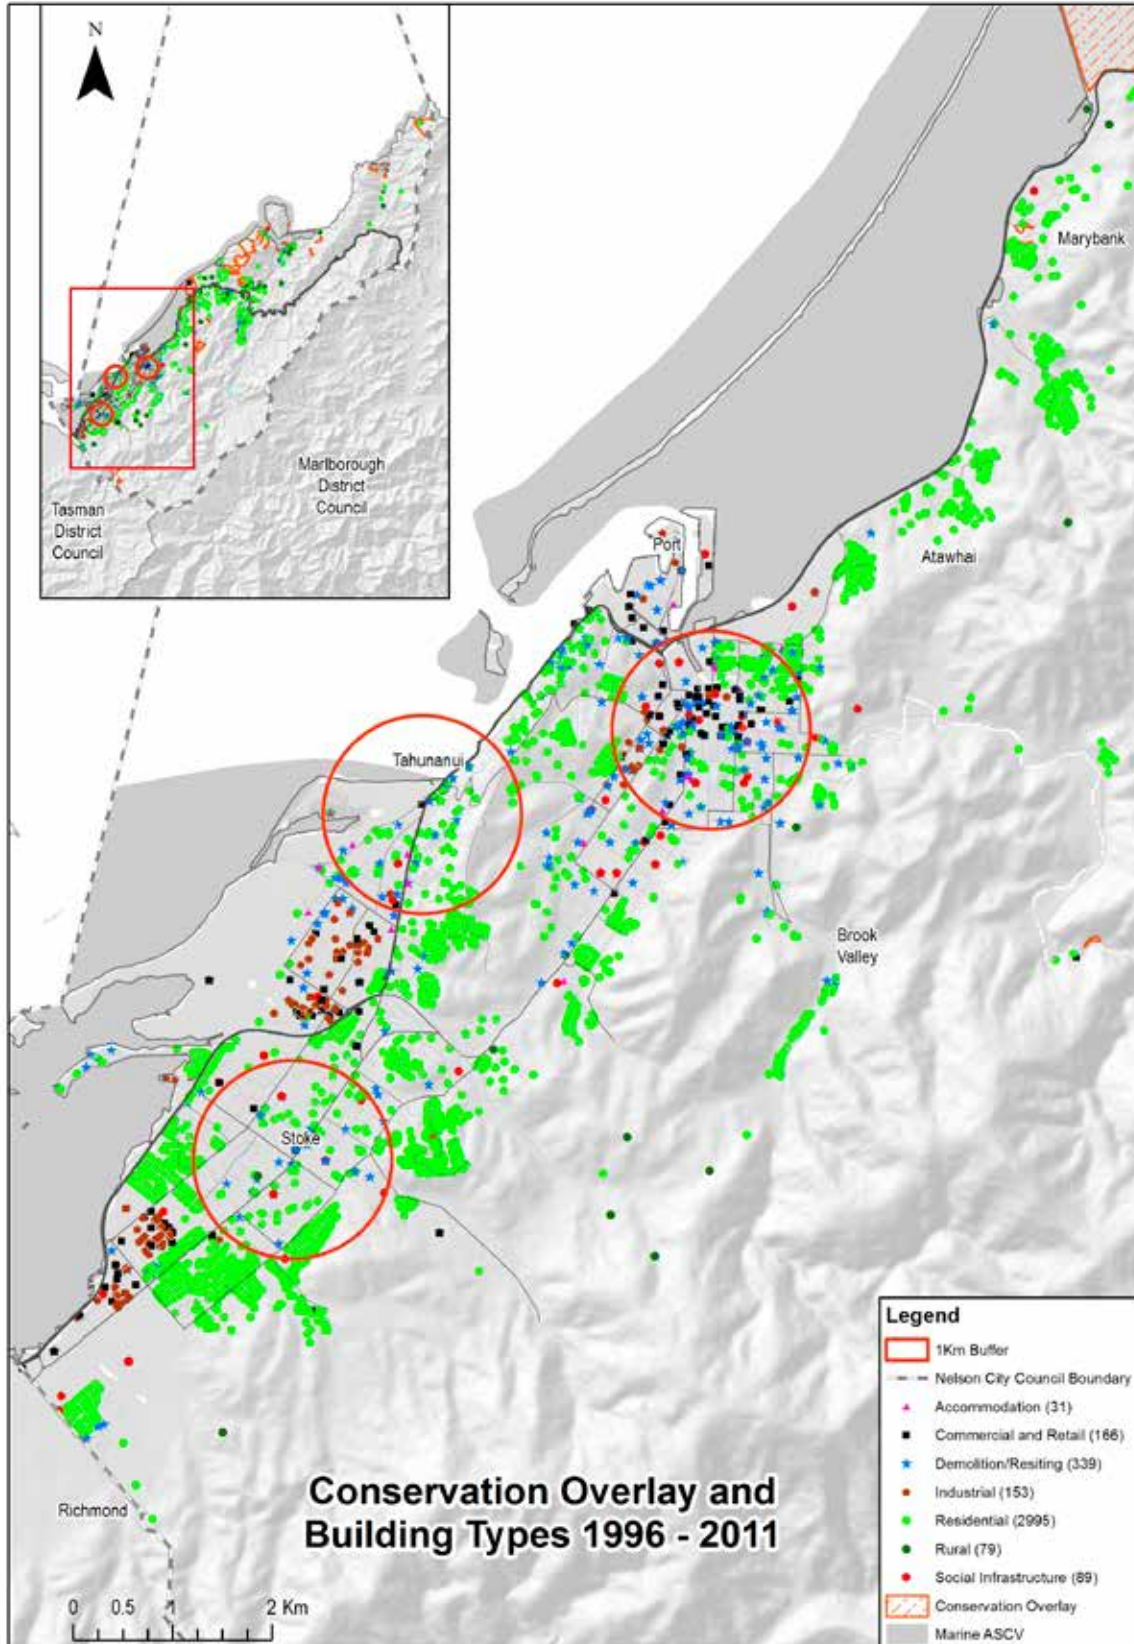 N
Marlborough
District
Council
Tasman
District
Council
Marybank
Port
Atawhai
Tahunanui
Brook
Valley
Stoke
Richmond
Conservation Overlay and
Building Types 1996 - 2011
0 0.5 1 2 Km
Legend
1Km Buffer
Nelson City Council Boundary
Accommodation (31)
Commercial and Retail (166)
Demolition/Resiting (339)
Industrial (153)
Residential (2995)
Rural (79)
Social Infrastructure (89)
Conservation Overlay
Marine ASCV